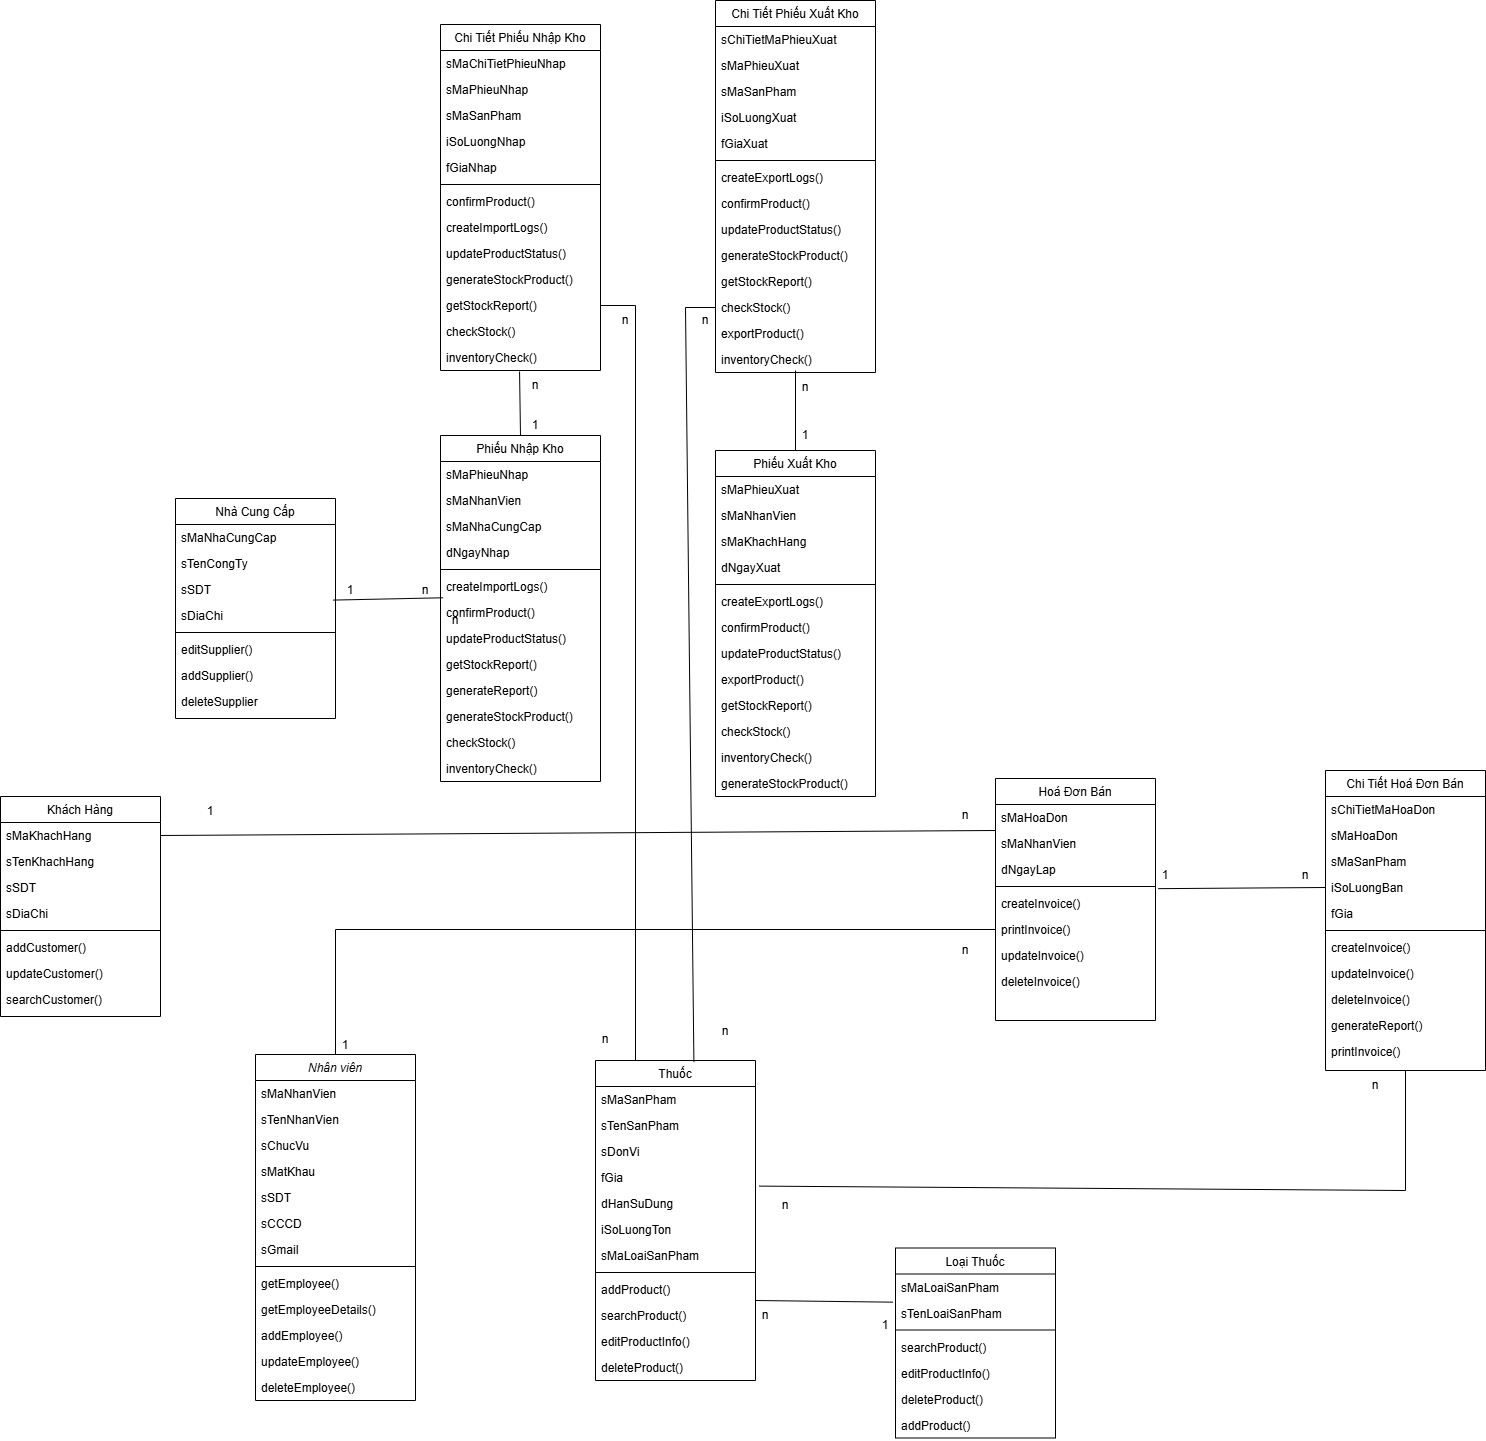 Chi Tiết Phiếu Nhập Kho
sMaChiTietPhieuNhap
sMaPhieuNhap
sMaSanPham
iSoLuongNhap
fGiaNhap
confirmProduct()
createImportLogs()
updateProductStatus()
generateStockProduct()
getStockReport()
checkStock()
inventoryCheck()
n
n
1
Chi Tiết Phiếu Xuất Kho
sChiTietMaPhieuXuat
sMaPhieuXuat
sMaSanPham
iSoLuongXuat
fGiaXuat
createExportLogs()
confirmProduct()
updateProductStatus()
generateStockProduct()
getStockReport()
checkStock()
exportProduct()
inventoryCheck()
n
n
1
Nhà Cung Cấp
sMaNhaCungCap
sTenCongTy
sSDT
sDiaChi
editSupplier()
addSupplier()
deleteSupplier
1
n
Phiếu Nhập Kho
sMaPhieuNhap
sMaNhanVien
sMaNhaCungCap
dNgayNhap
createImportLogs()
confirmProduct()
n
updateProductStatus()
getStockReport()
generateReport()
generateStockProduct()
checkStock()
inventoryCheck()
Phiếu Xuất Kho
sMaPhieuXuat
sMaNhanVien
sMaKhachHang
dNgayXuat
createExportLogs()
confirmProduct()
updateProductStatus()
exportProduct()
getStockReport()
checkStock()
inventoryCheck()
generateStockProduct()
Khách Hàng
sMaKhachHang
sTenKhachHang
sSDT
sDiaChi
addCustomer()
updateCustomer()
searchCustomer()
1
n
Hoá Đơn Bán
sMaHoaDon
sMaNhanVien
dNgayLap
createInvoice()
printInvoice()
updateInvoice()
deleteInvoice()
n
1
n
Chi Tiết Hoá Đơn Bán
sChiTietMaHoaDon
sMaHoaDon
sMaSanPham
iSoLuongBan
fGia
createInvoice()
updateInvoice()
deleteInvoice()
generateReport()
printInvoice()
n
1
Nhân viên
sMaNhanVien
sTenNhanVien
sChucVu
sMatKhau
sSDT
sCCCD
sGmail
getEmployee()
getEmployeeDetails()
addEmployee()
updateEmployee()
deleteEmployee()
n
n
Thuốc
sMaSanPham
sTenSanPham
sDonVi
fGia
dHanSuDung
iSoLuongTon
sMaLoaiSanPham
addProduct()
searchProduct()
editProductInfo()
deleteProduct()
n
n
1
Loại Thuốc
sMaLoaiSanPham
sTenLoaiSanPham
searchProduct()
editProductInfo()
deleteProduct()
addProduct()